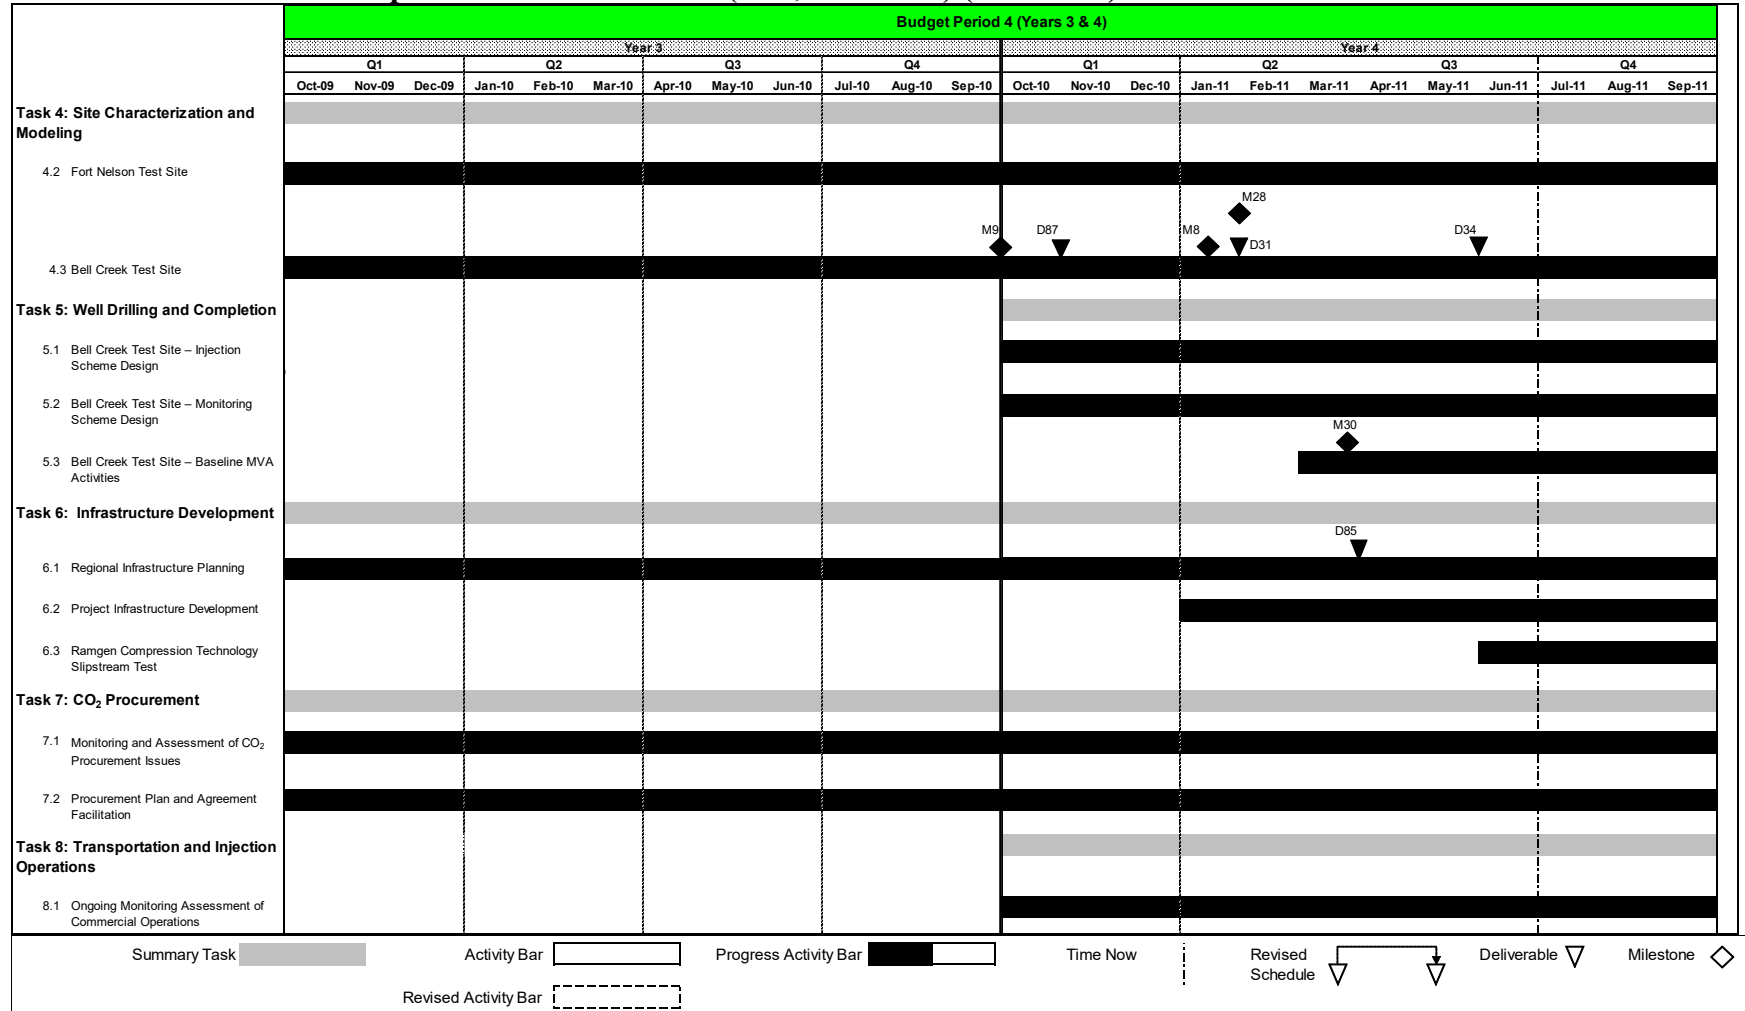 Budget Period 4 (Years 3 & 4)
Year 3 Year 4
Q1 Q2 Q3 Q4 Q1 Q2 Q3 Q4
Oct-09 Nov-09 Dec-09 Jan-10 Feb-10 Mar-10 Apr-10 May-10 Jun-10 Jul-10 Aug-10 Sep-10 Oct-10 Nov-10 Dec-10 Jan-11 Feb-11 Mar-11 Apr-11 May-11 Jun-11 Jul-11 Aug-11 Sep-11
Task 4: Site Characterization and
Modeling
4.2 Fort Nelson Test Site
M28
M9 D87 M8 D34
D31
4.3 Bell Creek Test Site
Task 5: Well Drilling and Completion
5.1 Bell Creek Test Site – Injection
Scheme Design
5.2 Bell Creek Test Site – Monitoring
Scheme Design
M30
5.3 Bell Creek Test Site – Baseline MVA
Activities
Task 6: Infrastructure Development
D85
6.1 Regional Infrastructure Planning
6.2 Project Infrastructure Development
6.3 Ramgen Compression Technology
Slipstream Test
Task 7: CO₂ Procurement
7.1 Monitoring and Assessment of CO₂
Procurement Issues
7.2 Procurement Plan and Agreement
Facilitation
Task 8: Transportation and Injection
Operations
8.1 Ongoing Monitoring Assessment of
Commercial Operations
Summary Task Activity Bar Progress Activity Bar Time Now Revised Deliverable Milestone
Schedule
Revised Activity Bar